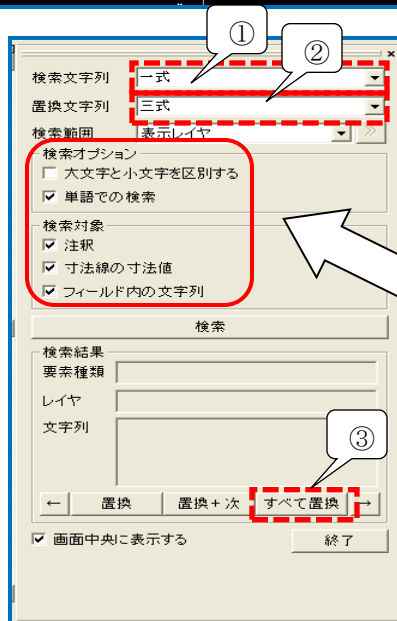 ①
②
検索文字列 一式
置換文字列 三式
検索範囲 表示レイヤ
検索オプション
大文字と小文字を区別する
単語での検索
検索対象
注釈
寸法線の寸法値
フィールド内の文字列
検索
検索結果
要素種類
レイヤ
文字列
③
← 置換 置換+次 すべて置換 →
画面中央に表示する 終了